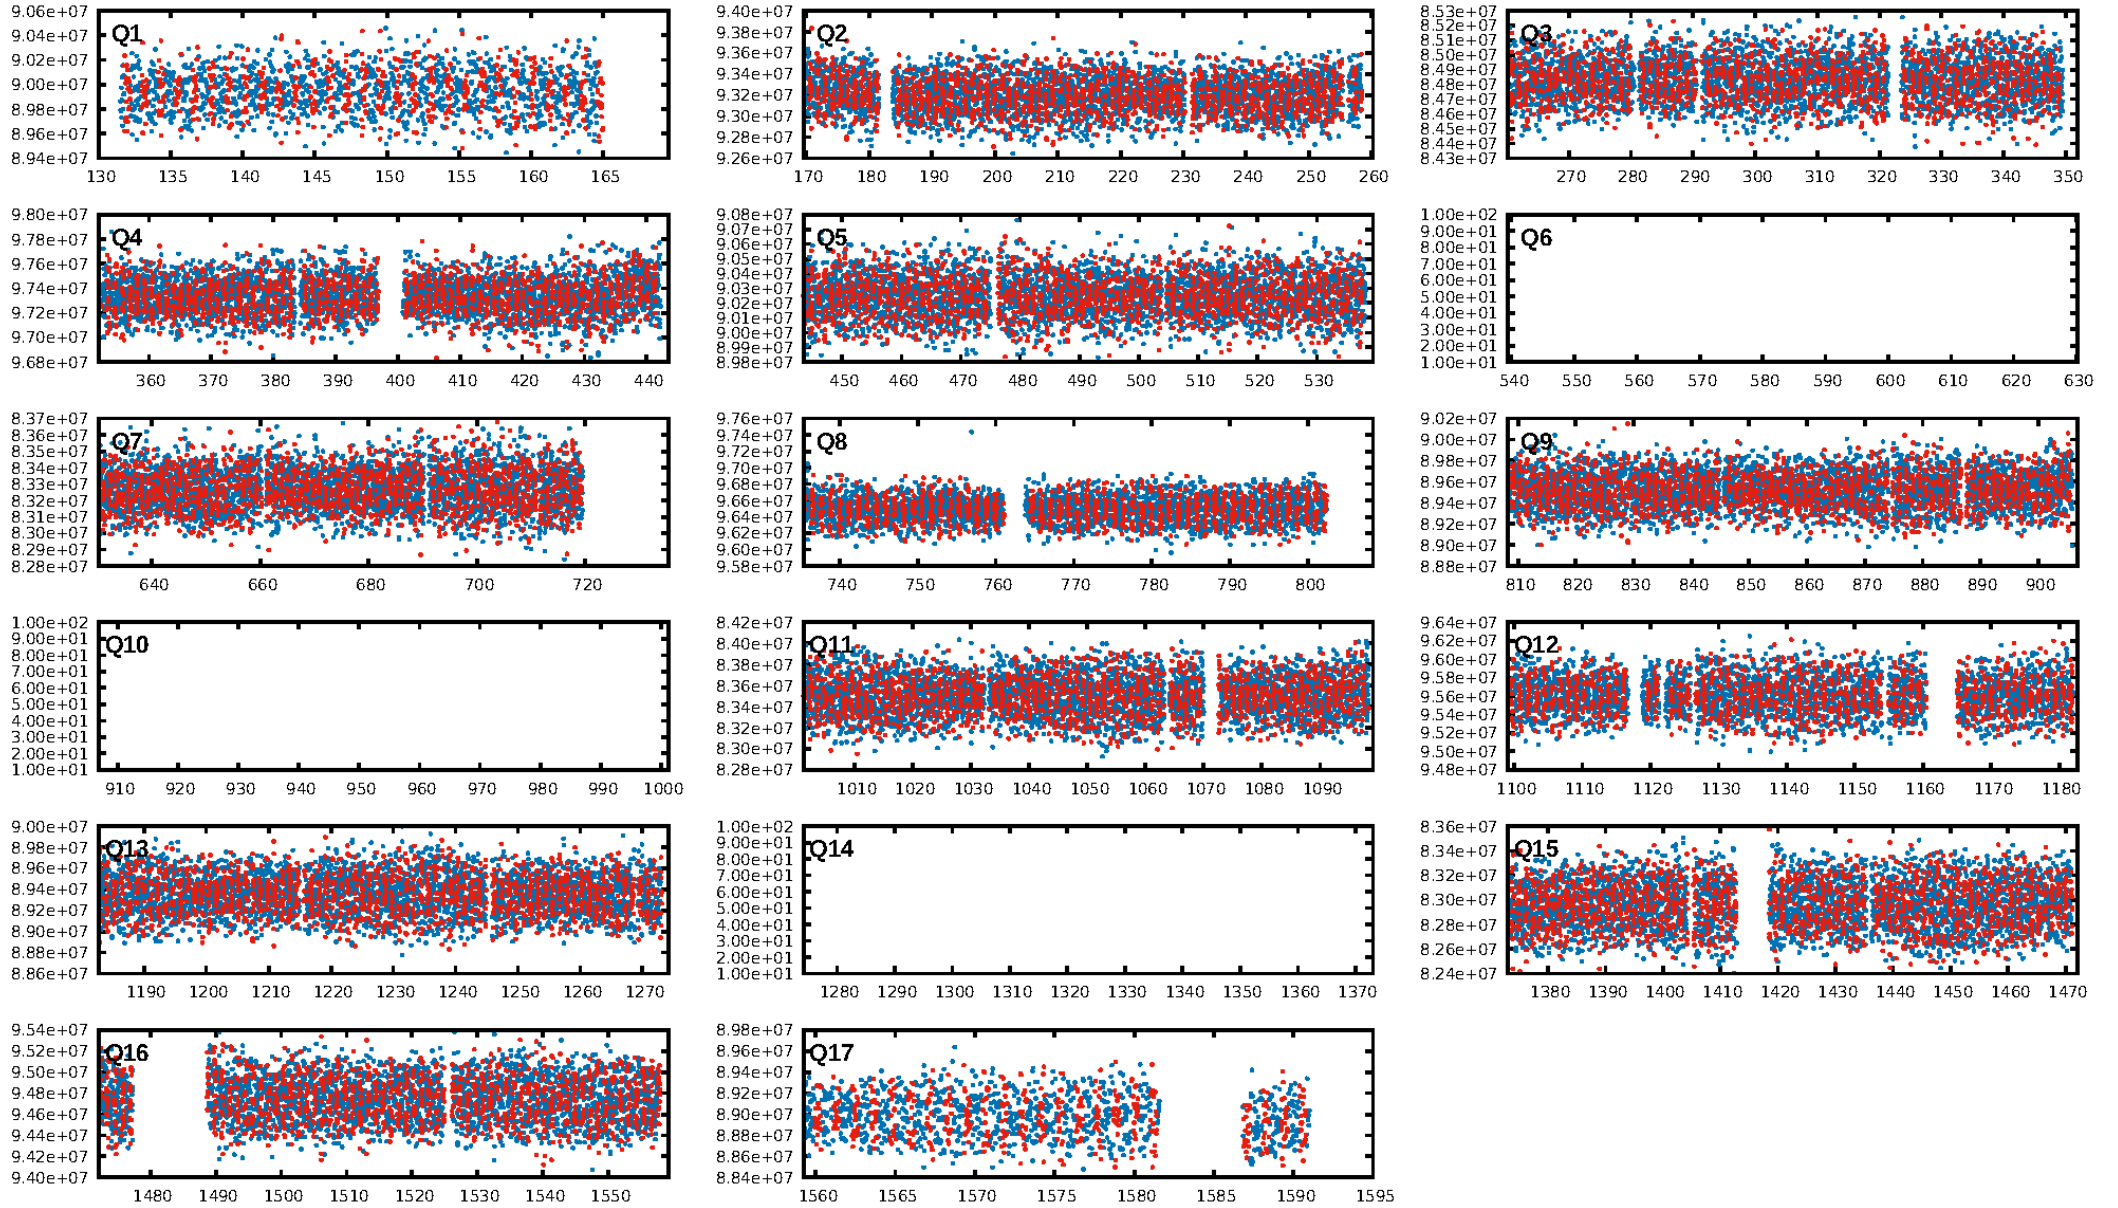 9.06e+07
9.04e+07
9.02e+07
9.00e+07
8.98e+07
8.96e+07
8.94e+07
Q1
130 135 140 145 150 155 160 165
9.40e+07
9.38e+07
9.36e+07
9.34e+07
9.32e+07
9.30e+07
9.28e+07
9.26e+07
Q2
170 180 190 200 210 220 230 240 250 260
8.53e+07
8.52e+07
8.51e+07
8.50e+07
8.49e+07
8.48e+07
8.47e+07
8.46e+07
8.45e+07
8.44e+07
8.43e+07
Q3
270 280 290 300 310 320 330 340 350
9.80e+07
9.78e+07
9.76e+07
9.74e+07
9.72e+07
9.70e+07
9.68e+07
Q4
360 370 380 390 400 410 420 430 440
9.08e+07
9.07e+07
9.06e+07
9.05e+07
9.04e+07
9.03e+07
9.02e+07
9.01e+07
9.00e+07
8.99e+07
8.98e+07
Q5
450 460 470 480 490 500 510 520 530
1.00e+02
9.00e+01
8.00e+01
7.00e+01
6.00e+01
5.00e+01
4.00e+01
3.00e+01
2.00e+01
1.00e+01
Q6
540 550 560 570 580 590 600 610 620 630
8.37e+07
8.36e+07
8.35e+07
8.34e+07
8.33e+07
8.32e+07
8.31e+07
8.30e+07
8.29e+07
8.28e+07
Q7
640 660 680 700 720
9.76e+07
9.74e+07
9.72e+07
9.70e+07
9.68e+07
9.66e+07
9.64e+07
9.62e+07
9.60e+07
9.58e+07
Q8
740 750 760 770 780 790 800
9.02e+07
9.00e+07
8.98e+07
8.96e+07
8.94e+07
8.92e+07
8.90e+07
8.88e+07
Q9
810 820 830 840 850 860 870 880 890 900
1.00e+02
9.00e+01
8.00e+01
7.00e+01
6.00e+01
5.00e+01
4.00e+01
3.00e+01
2.00e+01
1.00e+01
Q10
910 920 930 940 950 960 970 980 990 1000
8.42e+07
8.40e+07
8.38e+07
8.36e+07
8.34e+07
8.32e+07
8.30e+07
8.28e+07
Q11
1010 1020 1030 1040 1050 1060 1070 1080 1090
9.64e+07
9.62e+07
9.60e+07
9.58e+07
9.56e+07
9.54e+07
9.52e+07
9.50e+07
9.48e+07
Q12
1100 1110 1120 1130 1140 1150 1160 1170 1180
9.00e+07
8.98e+07
8.96e+07
8.94e+07
8.92e+07
8.90e+07
8.88e+07
8.86e+07
Q13
1190 1200 1210 1220 1230 1240 1250 1260 1270
1.00e+02
9.00e+01
8.00e+01
7.00e+01
6.00e+01
5.00e+01
4.00e+01
3.00e+01
2.00e+01
1.00e+01
Q14
1280 1290 1300 1310 1320 1330 1340 1350 1360 1370
8.36e+07
8.34e+07
8.32e+07
8.30e+07
8.28e+07
8.26e+07
8.24e+07
Q15
1380 1390 1400 1410 1420 1430 1440 1450 1460 1470
9.54e+07
9.52e+07
9.50e+07
9.48e+07
9.46e+07
9.44e+07
9.42e+07
9.40e+07
Q16
1480 1490 1500 1510 1520 1530 1540 1550
8.98e+07
8.96e+07
8.94e+07
8.92e+07
8.90e+07
8.88e+07
8.86e+07
8.84e+07
Q17
1560 1565 1570 1575 1580 1585 1590 1595